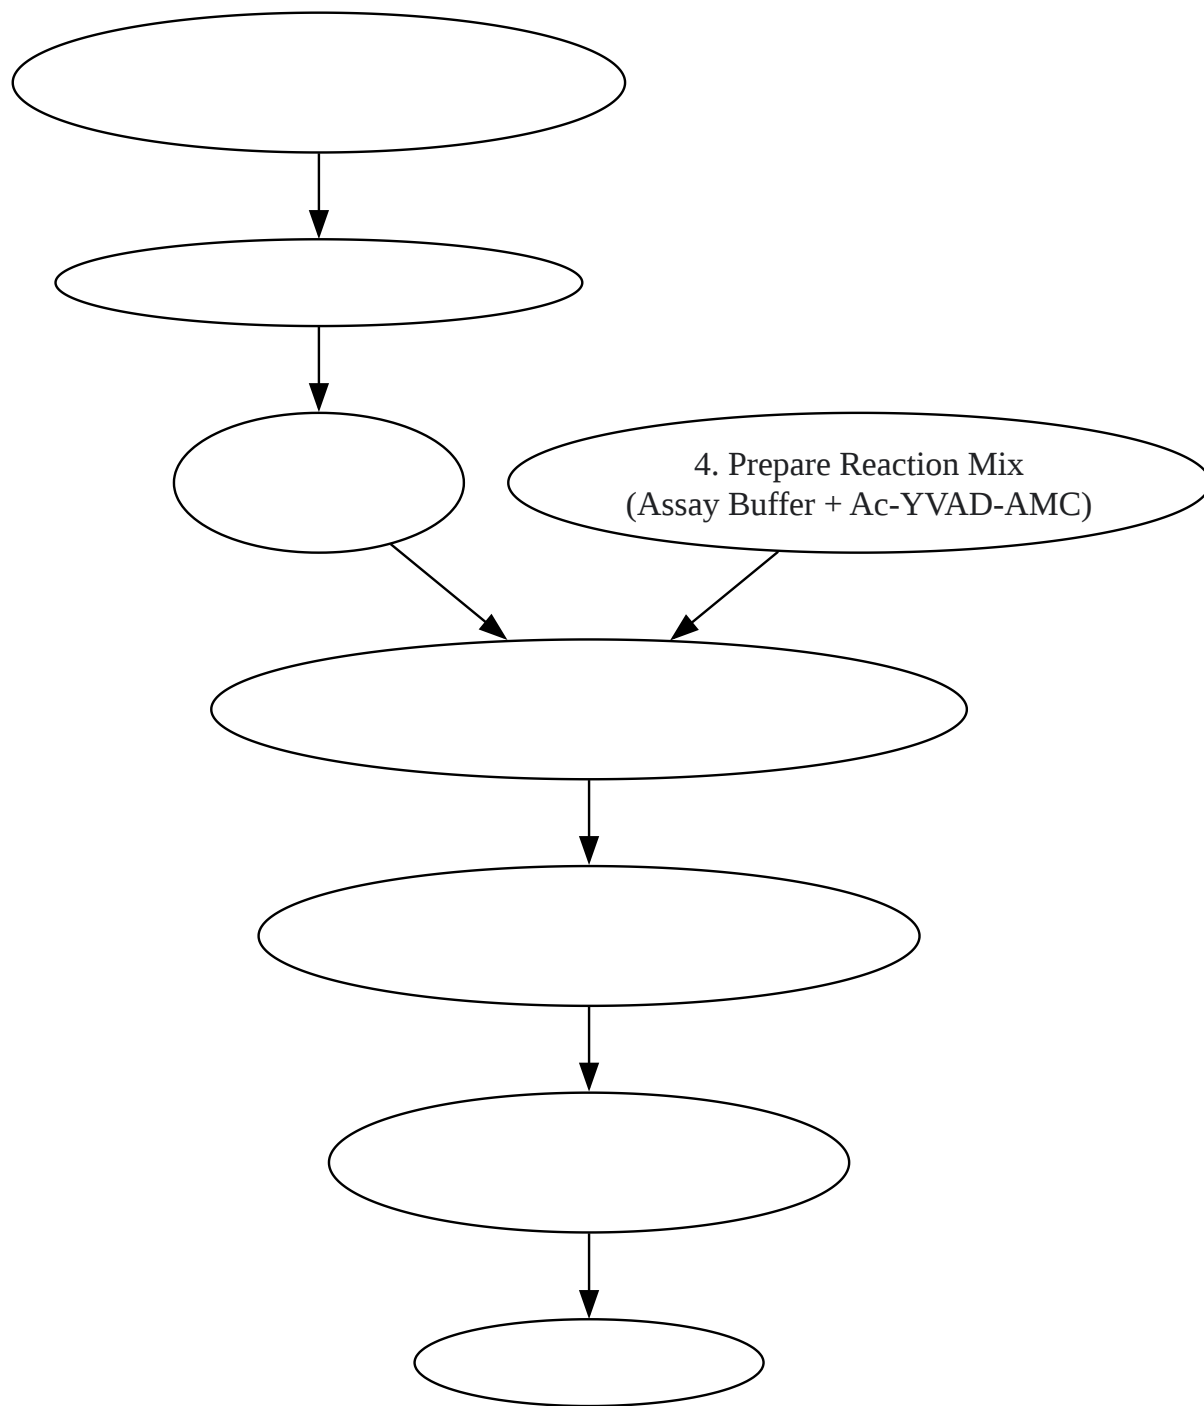 4. Prepare Reaction Mix
(Assay Buffer + Ac-YVAD-AMC)